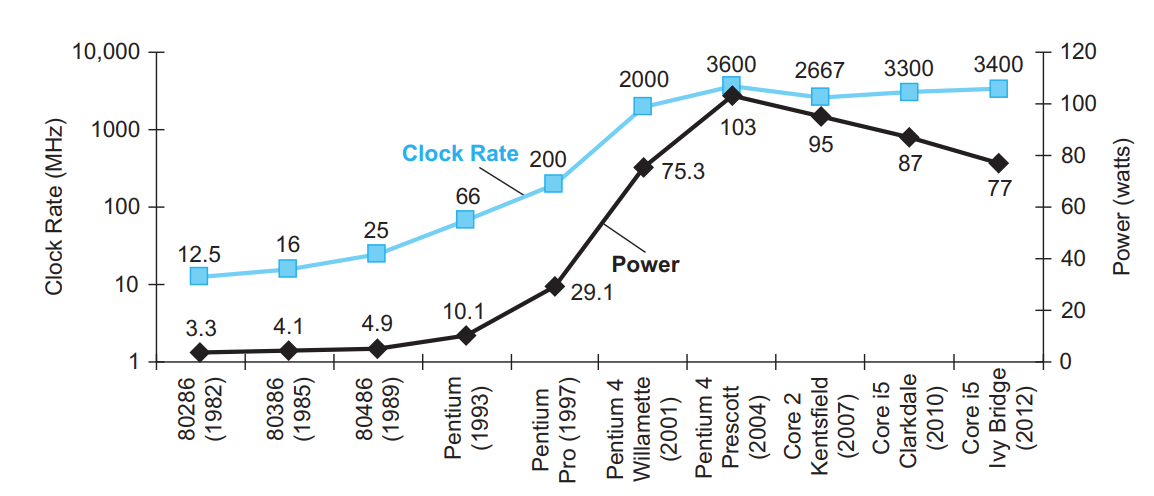 10,000
1000
100
10
1
Clock Rate (MHz)
120
100
80
60
40
20
0
Power (watts)
Clock Rate
12.5
16
25
66
200
2000
3600
2667
3300
3400
Power
3.3
4.1
4.9
10.1
29.1
75.3
103
95
87
77
80286
(1982)
80386
(1985)
80486
(1989)
Pentium
(1993)
Pentium
Pro (1997)
Pentium 4
Willamette
(2001)
Pentium 4
Prescott
(2004)
Core 2
Kentsfield
(2007)
Core i5
Clarkdale
(2010)
Core i5
Ivy Bridge
(2012)